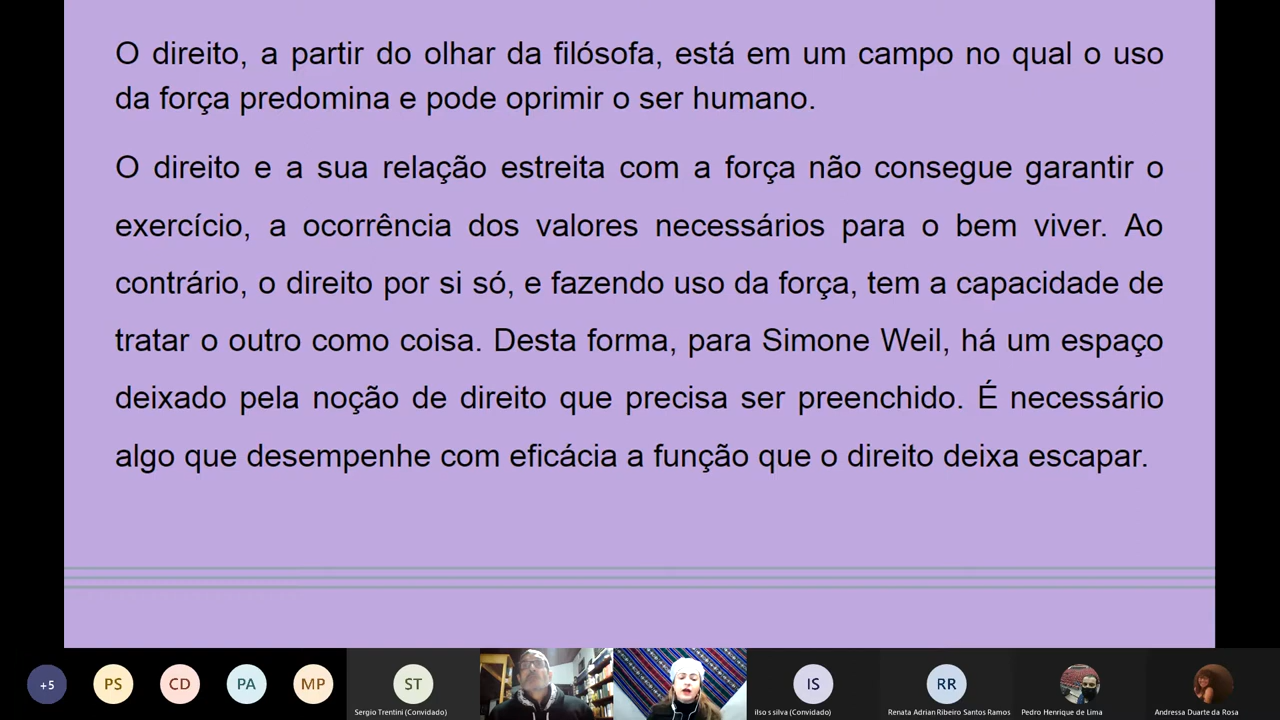 O direito, a partir do olhar da filósofa, está em um campo no qual o uso
da força predomina e pode oprimir o ser humano.
O direito e a sua relação estreita com a força não consegue garantir o
exercício, a ocorrência dos valores necessários para o bem viver. Ao
contrário, o direito por si só, e fazendo uso da força, tem a capacidade de
tratar o outro como coisa. Desta forma, para Simone Weil, há um espaço
deixado pela noção de direito que precisa ser preenchido. É necessário
algo que desempenhe com eficácia a função que o direito deixa escapar.
+5 PS CD PA MP ST IS RR
Sergio Trentini (Convidado) ilso s silva (Convidado) Renata Adrian Ribeiro Santos Ramos Pedro Henrique de Lima Andressa Duarte da Rosa